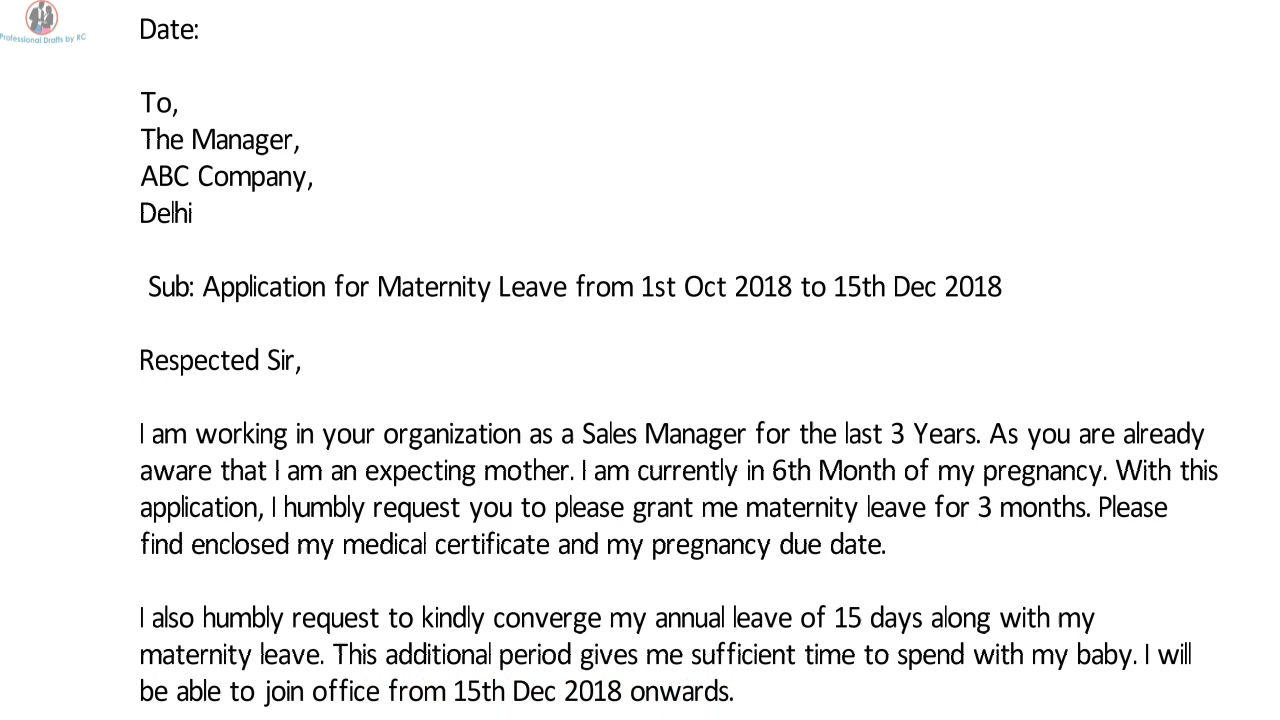 Professional Drafts by RC
Date:
To,
The Manager,
ABC Company,
Delhi
Sub: Application for Maternity Leave from 1st Oct 2018 to 15th Dec 2018
Respected Sir,
I am working in your organization as a Sales Manager for the last 3 Years. As you are already
aware that I am an expecting mother. I am currently in 6th Month of my pregnancy. With this
application, I humbly request you to please grant me maternity leave for 3 months. Please
find enclosed my medical certificate and my pregnancy due date.
I also humbly request to kindly converge my annual leave of 15 days along with my
maternity leave. This additional period gives me sufficient time to spend with my baby. I will
be able to join office from 15th Dec 2018 onwards.